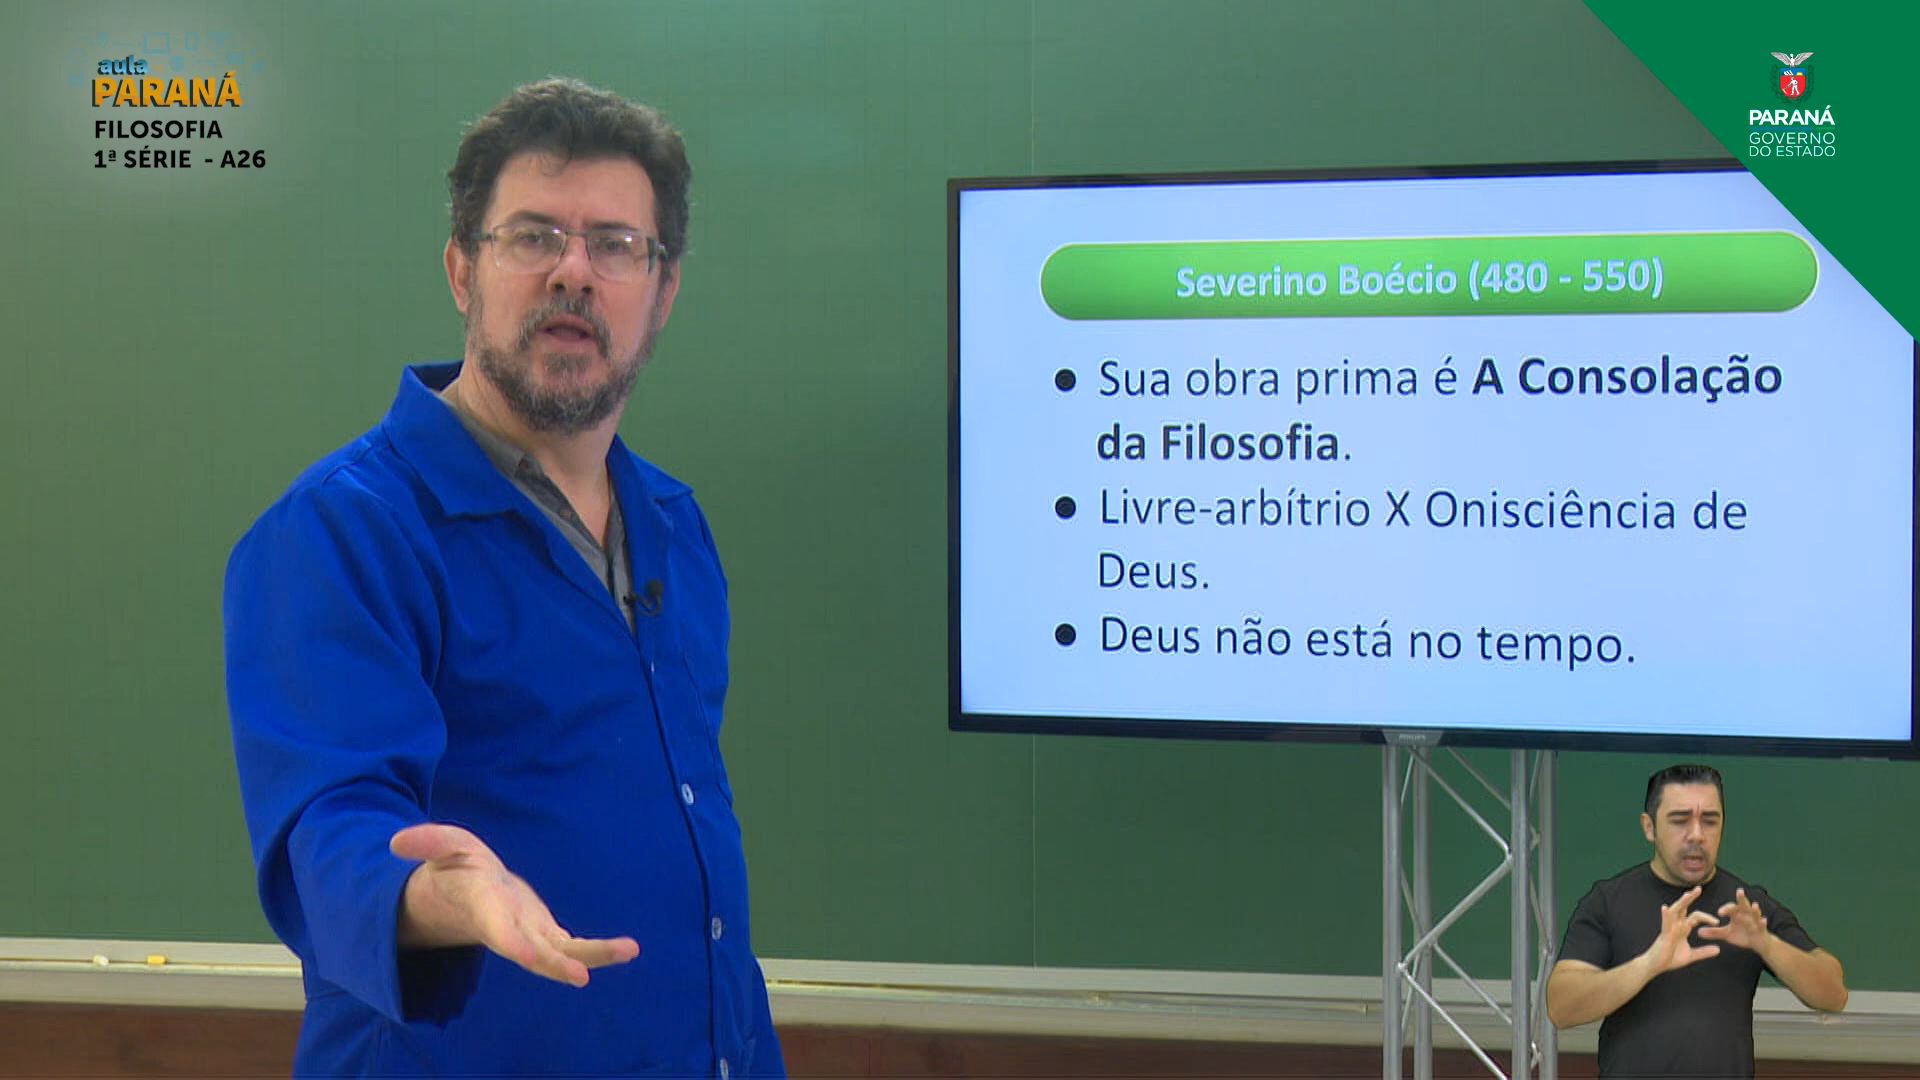 aula
PARANÁ
FILOSOFIA
1ª SÉRIE - A26
PARANÁ
GOVERNO
DO ESTADO
Severino Boécio (480 - 550)
● Sua obra prima é A Consolação
da Filosofia.
● Livre-arbítrio X Onisciência de
Deus.
● Deus não está no tempo.
PHILIPS